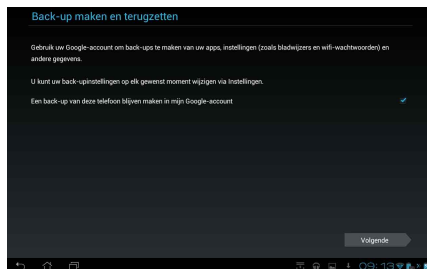 Back-up maken en terugzetten
Gebruik uw Google-account om back-ups te maken van uw apps, instellingen (zoals bladwijzers en wifi-wachtwoorden) en
andere gegevens.
U kunt uw back-upinstellingen op elk gewenst moment wijzigen via Instellingen.
Een back-up van deze telefoon blijven maken in mijn Google-account
Volgende
09:13